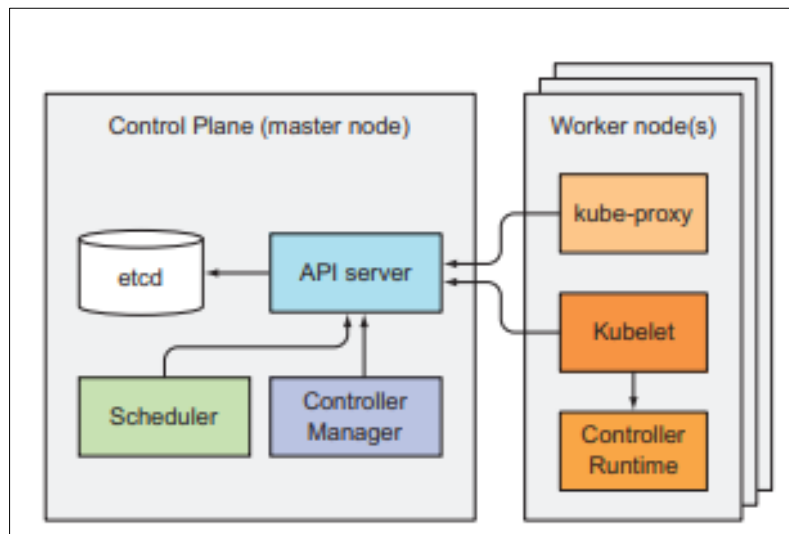 Control Plane (master node)
etcd
API server
Scheduler
Controller
Manager
Worker node(s)
kube-proxy
Kubelet
Controller
Runtime